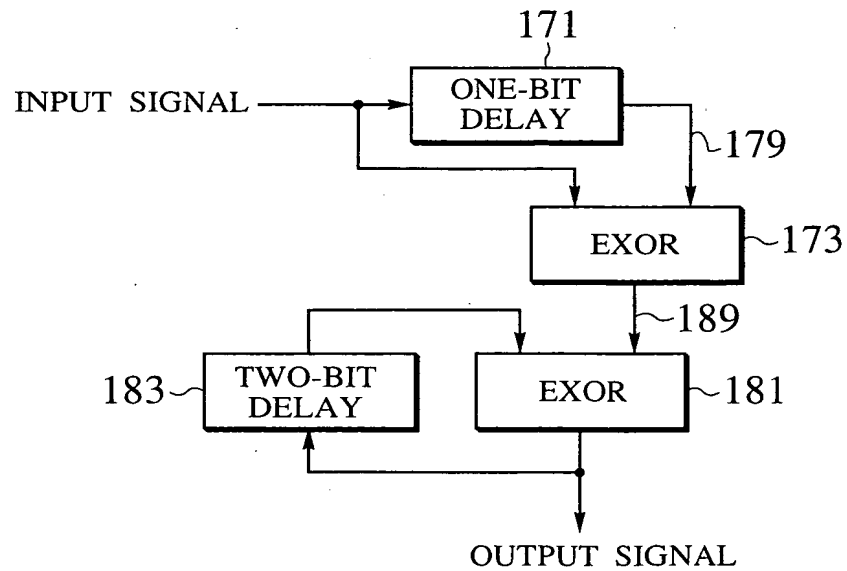 171
INPUT SIGNAL
ONE-BIT
DELAY
179
EXOR
173
189
183
TWO-BIT
DELAY
EXOR
181
OUTPUT SIGNAL